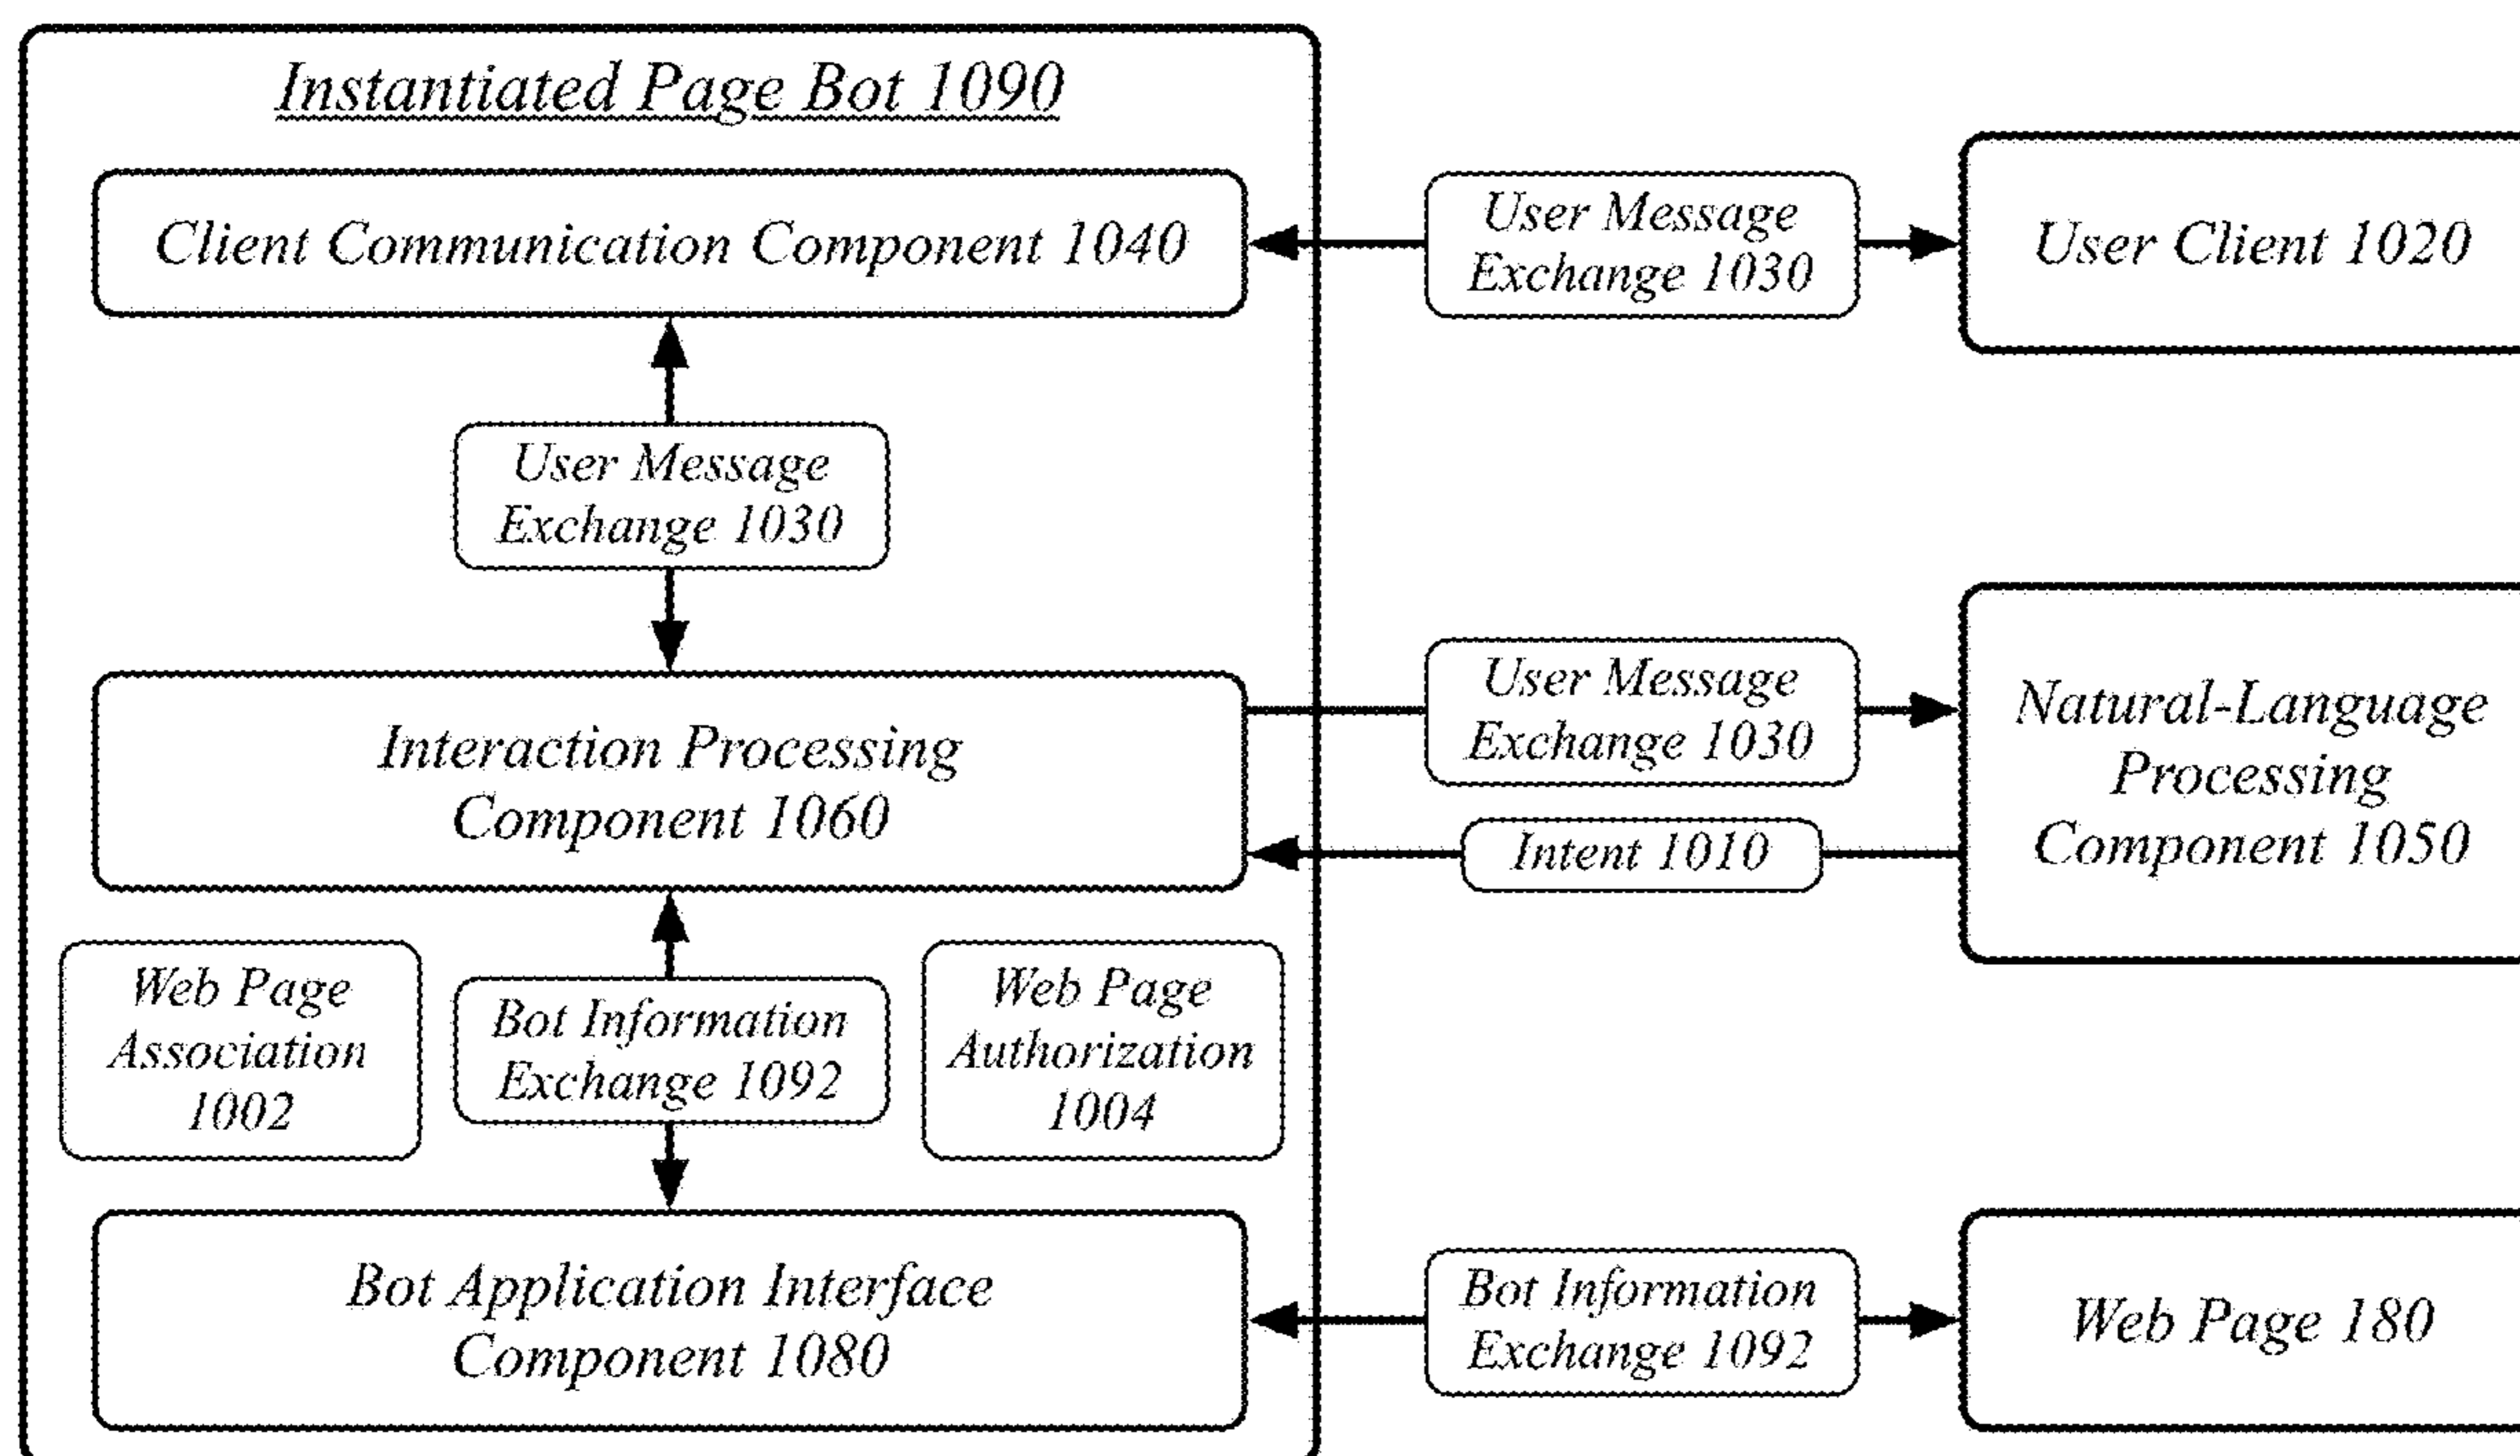 Instantiated Page Bot 1090
Client Communication Component 1040
User Message
Exchange 1030
User Client 1020
User Message
Exchange 1030
Interaction Processing
Component 1060
User Message
Exchange 1030
Intent 1010
Natural-Language
Processing
Component 1050
Web Page
Association
1002
Bot Information
Exchange 1092
Web Page
Authorization
1004
Bot Application Interface
Component 1080
Bot Information
Exchange 1092
Web Page 180